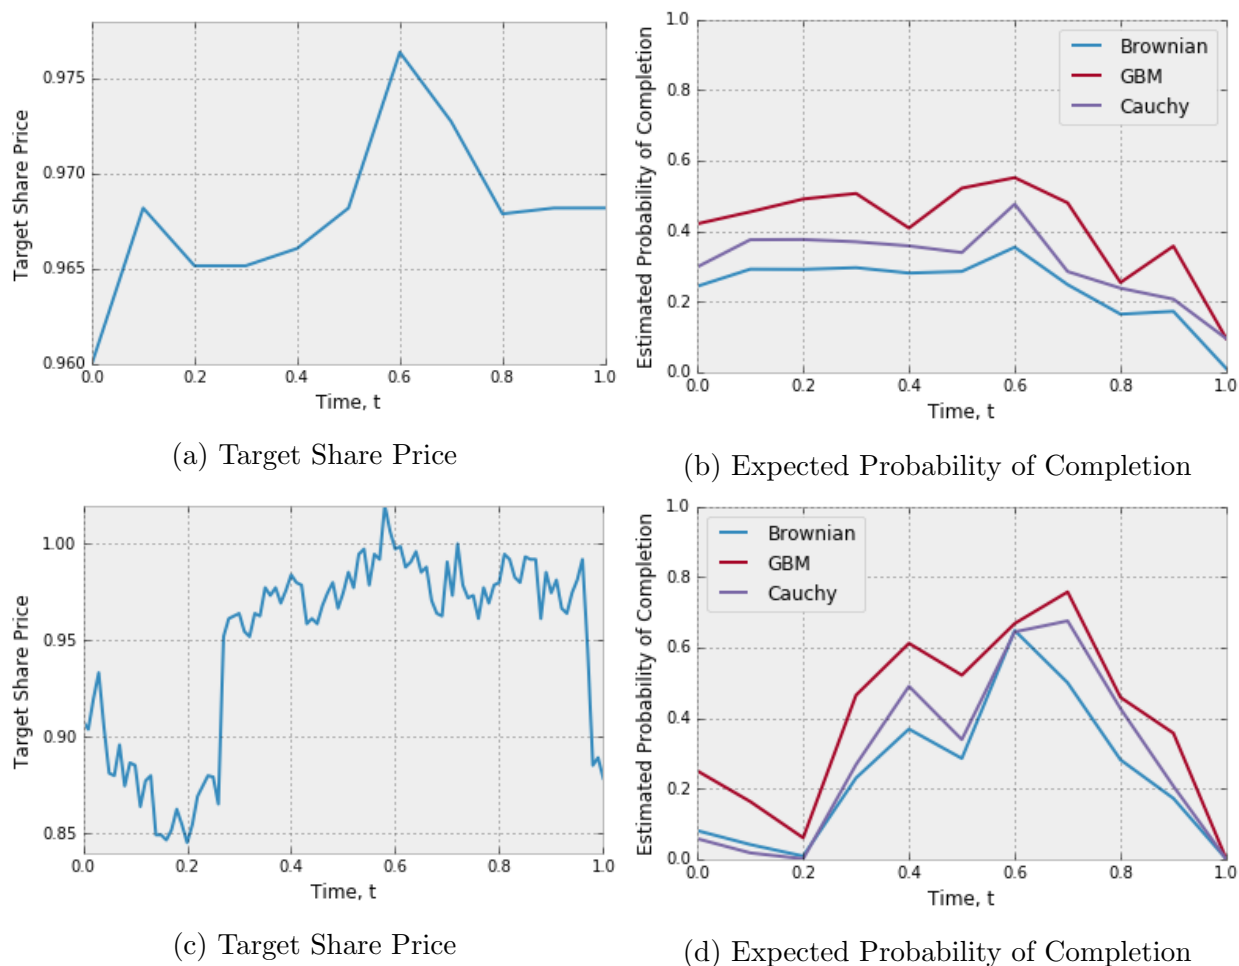 0.975
0.970
0.965
0.960
Target Share Price
0.0 0.2 0.4 0.6 0.8 1.0
Time, t
(a) Target Share Price
1.0
0.8
0.6
0.4
0.2
0.0
Estimated Probability of Completion
Brownian
GBM
Cauchy
0.0 0.2 0.4 0.6 0.8 1.0
Time, t
(b) Expected Probability of Completion
1.00
0.95
0.90
0.85
Target Share Price
0.0 0.2 0.4 0.6 0.8 1.0
Time, t
(c) Target Share Price
1.0
0.8
0.6
0.4
0.2
0.0
Estimated Probability of Completion
Brownian
GBM
Cauchy
0.0 0.2 0.4 0.6 0.8 1.0
Time, t
(d) Expected Probability of Completion